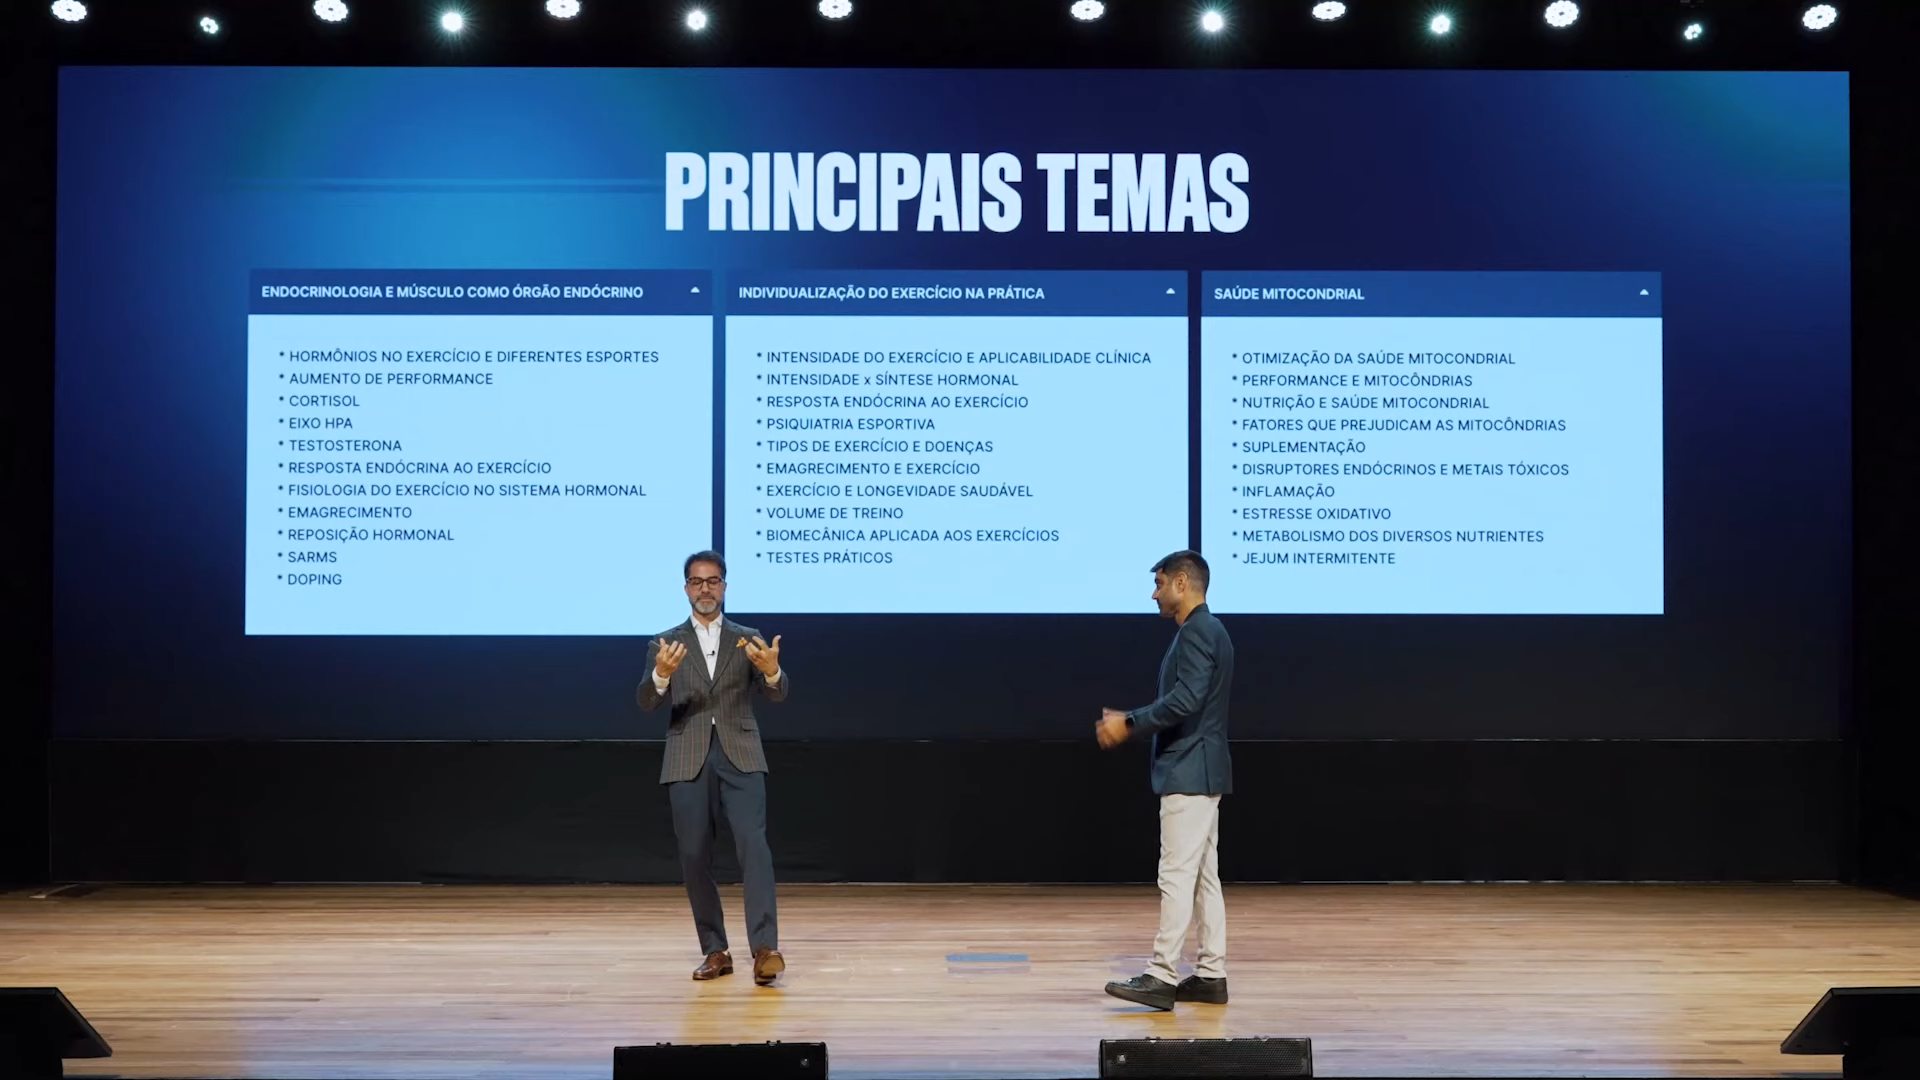 PRINCIPAIS TEMAS
ENDOCRINOLOGIA E MÚSCULO COMO ÓRGÃO ENDÓCRINO
* HORMÔNIOS NO EXERCÍCIO E DIFERENTES ESPORTES
* AUMENTO DE PERFORMANCE
* CORTISOL
* EIXO HPA
* TESTOSTERONA
* RESPOSTA ENDÓCRINA AO EXERCÍCIO
* FISIOLOGIA DO EXERCÍCIO NO SISTEMA HORMONAL
* EMAGRECIMENTO
* REPOSIÇÃO HORMONAL
* SARMS
* DOPING
INDIVIDUALIZAÇÃO DO EXERCÍCIO NA PRÁTICA
* INTENSIDADE DO EXERCÍCIO E APLICABILIDADE CLÍNICA
* INTENSIDADE x SÍNTESE HORMONAL
* RESPOSTA ENDÓCRINA AO EXERCÍCIO
* PSIQUIATRIA ESPORTIVA
* TIPOS DE EXERCÍCIO E DOENÇAS
* EMAGRECIMENTO E EXERCÍCIO
* EXERCÍCIO E LONGEVIDADE SAUDÁVEL
* VOLUME DE TREINO
* BIOMECÂNICA APLICADA AOS EXERCÍCIOS
* TESTES PRÁTICOS
SAÚDE MITOCONDRIAL
* OTIMIZAÇÃO DA SAÚDE MITOCONDRIAL
* PERFORMANCE E MITOCÔNDRIAS
* NUTRIÇÃO E SAÚDE MITOCONDRIAL
* FATORES QUE PREJUDICAM AS MITOCÔNDRIAS
* SUPLEMENTAÇÃO
* DISRUPTORES ENDÓCRINOS E METAIS TÓXICOS
* INFLAMAÇÃO
* ESTRESSE OXIDATIVO
* METABOLISMO DOS DIVERSOS NUTRIENTES
* JEJUM INTERMITENTE